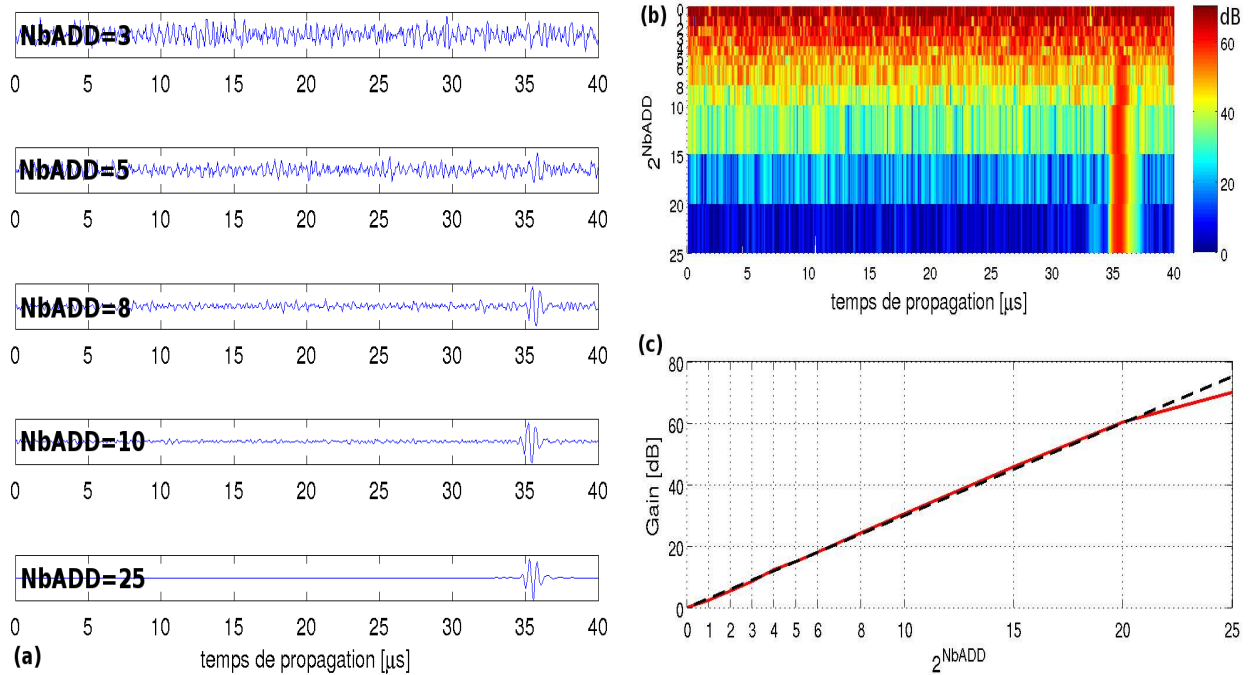 NbADD=3
0 5 10 15 20 25 30 35 40
NbADD=5
0 5 10 15 20 25 30 35 40
NbADD=8
0 5 10 15 20 25 30 35 40
NbADD=10
0 5 10 15 20 25 30 35 40
NbADD=25
0 5 10 15 20 25 30 35 40
(a)
temps de propagation [μs]
(b)
0
1
2
3
4
5
6
8
10
15
20
25
2^NbADD
0 5 10 15 20 25 30 35 40
temps de propagation [μs]
dB
60
40
20
0
(c)
80
60
40
20
0
Gain [dB]
0 1 2 3 4 5 6 8 10 15 20 25
2^NbADD